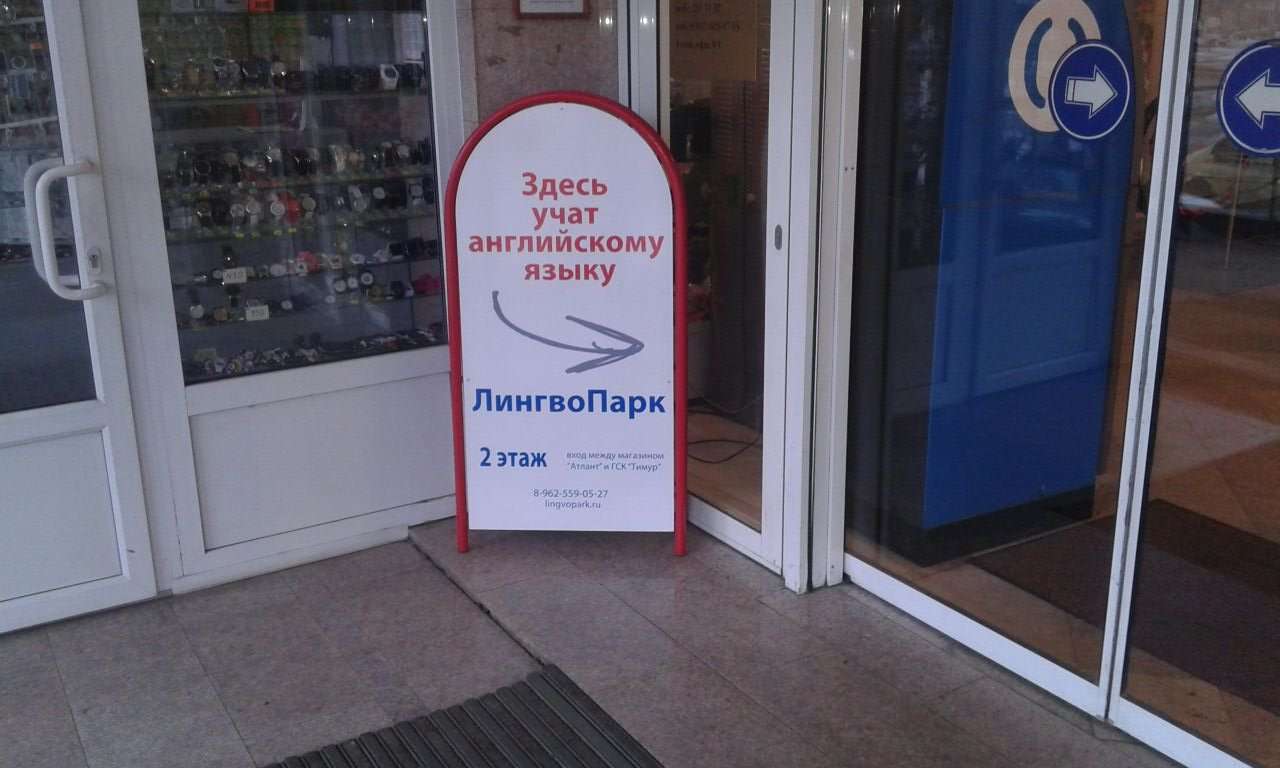 Здесь
учат
английскому
языку
ЛингвоПарк
2 этаж
вход между магазином
"Атлант" и ГСК "Тимур"
8-962-559-05-27
lingvopark.ru